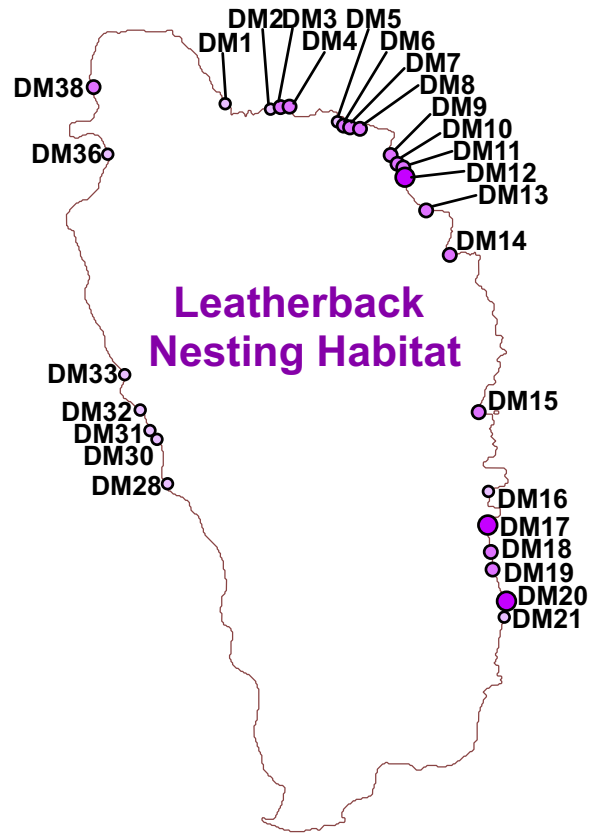 DM2
DM3
DM5
DM1
DM4
DM6
DM7
DM38
DM8
DM9
DM10
DM36
DM11
DM12
DM13
DM14
Leatherback
Nesting Habitat
DM33
DM15
DM32
DM31
DM30
DM28
DM16
DM17
DM18
DM19
DM20
DM21